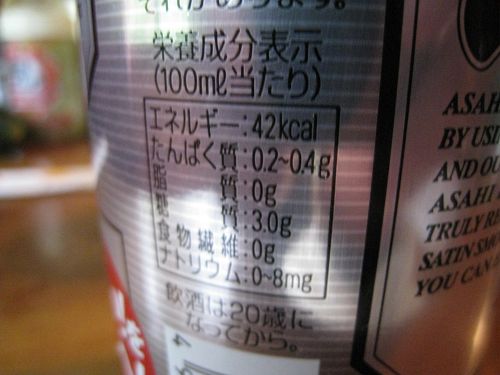 栄養成分表示
(100mℓ当たり)
エネルギー:42kcal
たんぱく質:0.2~0.4g
脂質:0g
糖質:3.0g
食物繊維:0g
ナトリウム:0~8mg
飲酒は20歳に
なってから。
ASAHI
BY USI
AND OU
ASAHI
TRULY
SATIN
YOU CAN